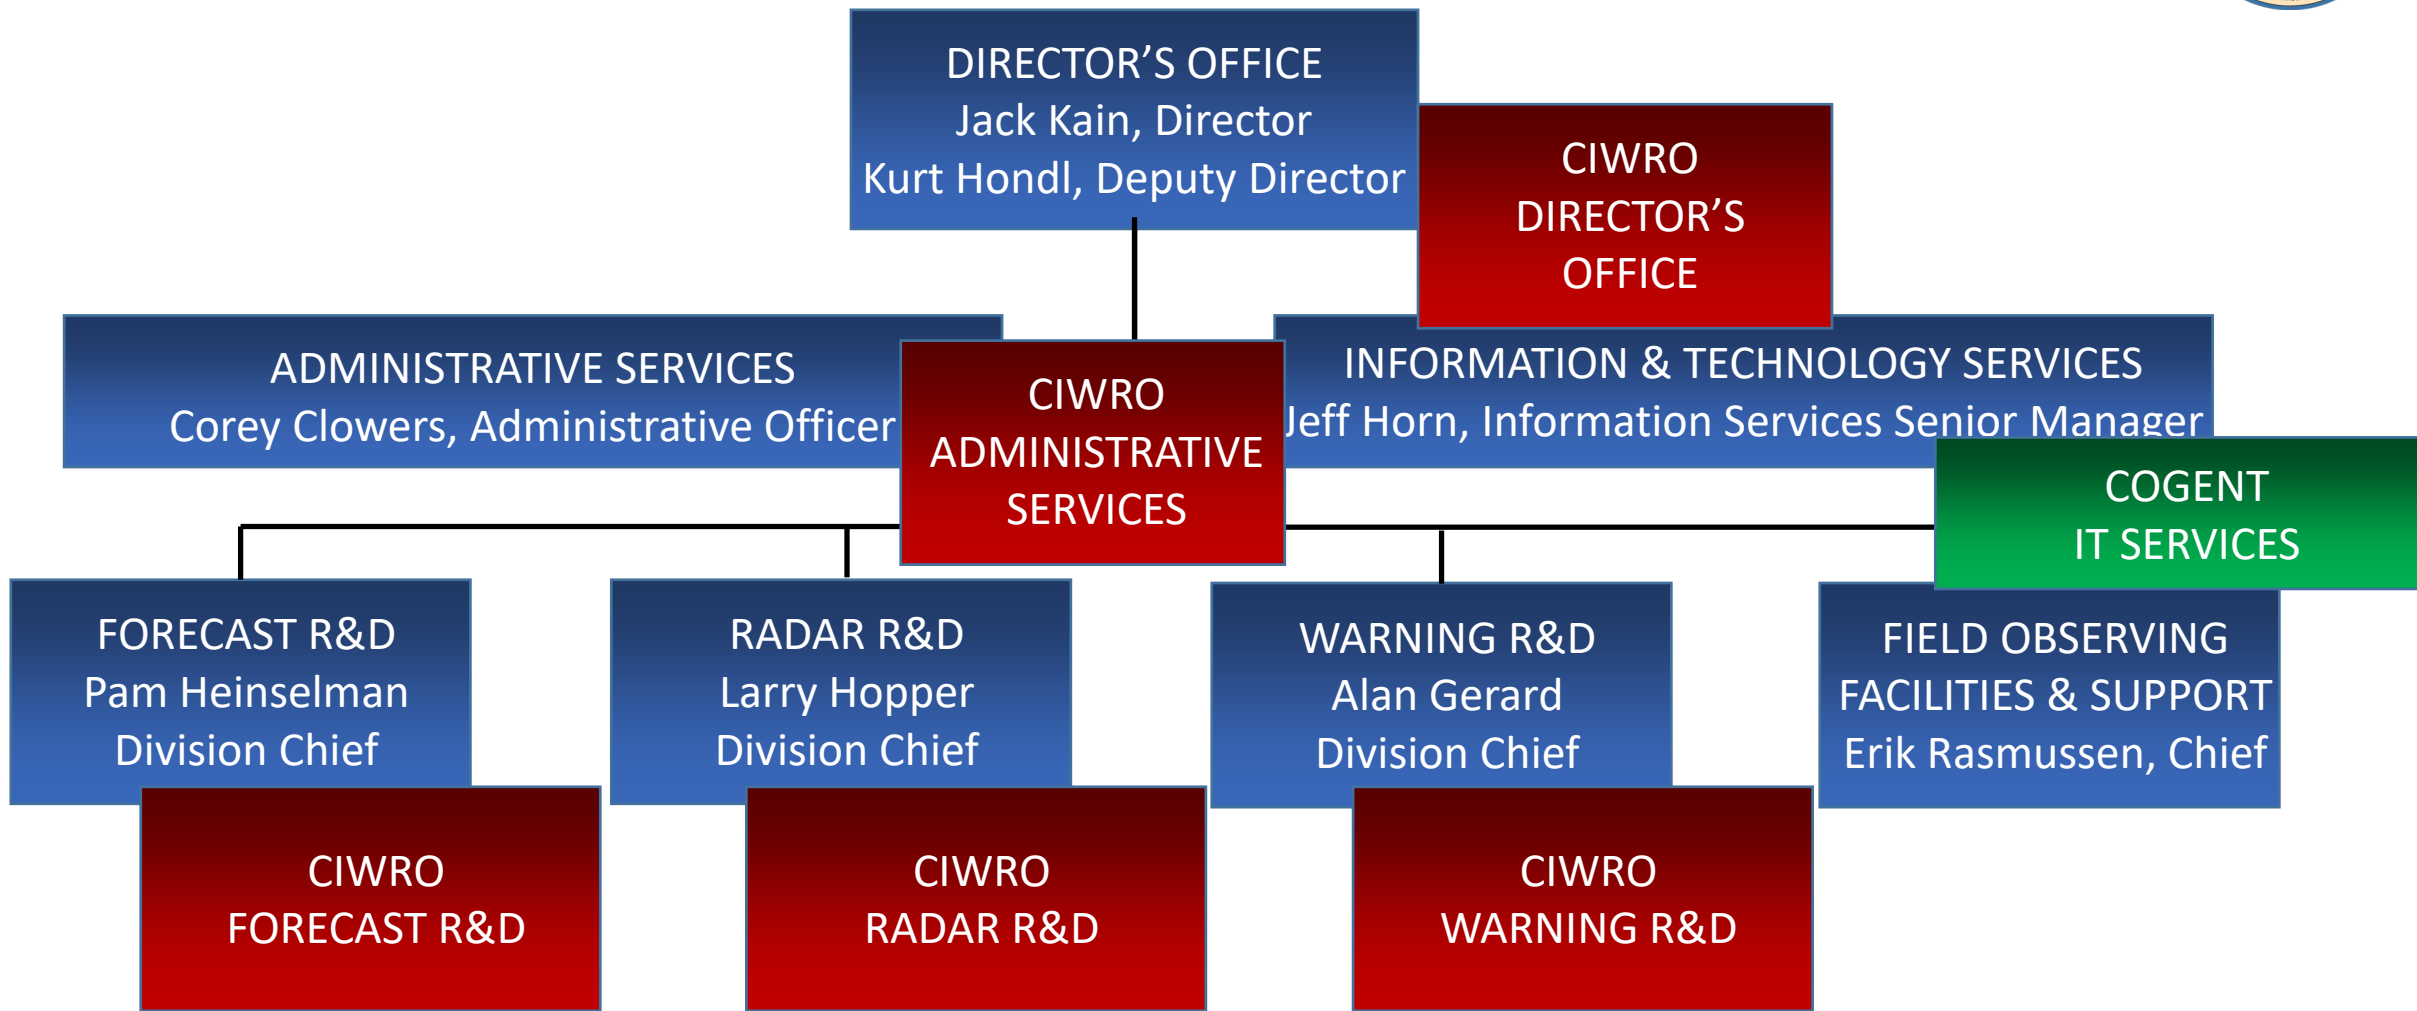 DIRECTOR’S OFFICE
Jack Kain, Director
Kurt Hondl, Deputy Director
CIWRO
DIRECTOR’S
OFFICE
ADMINISTRATIVE SERVICES
Corey Clowers, Administrative Officer
CIWRO
ADMINISTRATIVE
SERVICES
INFORMATION & TECHNOLOGY SERVICES
Jeff Horn, Information Services Senior Manager
COGENT
IT SERVICES
FORECAST R&D
Pam Heinselman
Division Chief
RADAR R&D
Larry Hopper
Division Chief
WARNING R&D
Alan Gerard
Division Chief
FIELD OBSERVING
FACILITIES & SUPPORT
Erik Rasmussen, Chief
CIWRO
FORECAST R&D
CIWRO
RADAR R&D
CIWRO
WARNING R&D